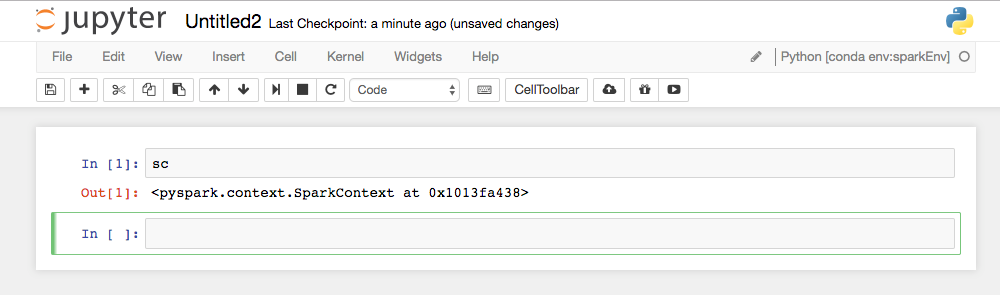 jupyter Untitled2 Last Checkpoint: a minute ago (unsaved changes)
File Edit View Insert Cell Kernel Widgets Help Python [conda env:sparkEnv]
Code CellToolbar
In [1]: sc
Out[1]: <pyspark.context.SparkContext at 0x1013fa438>
In [ ]: